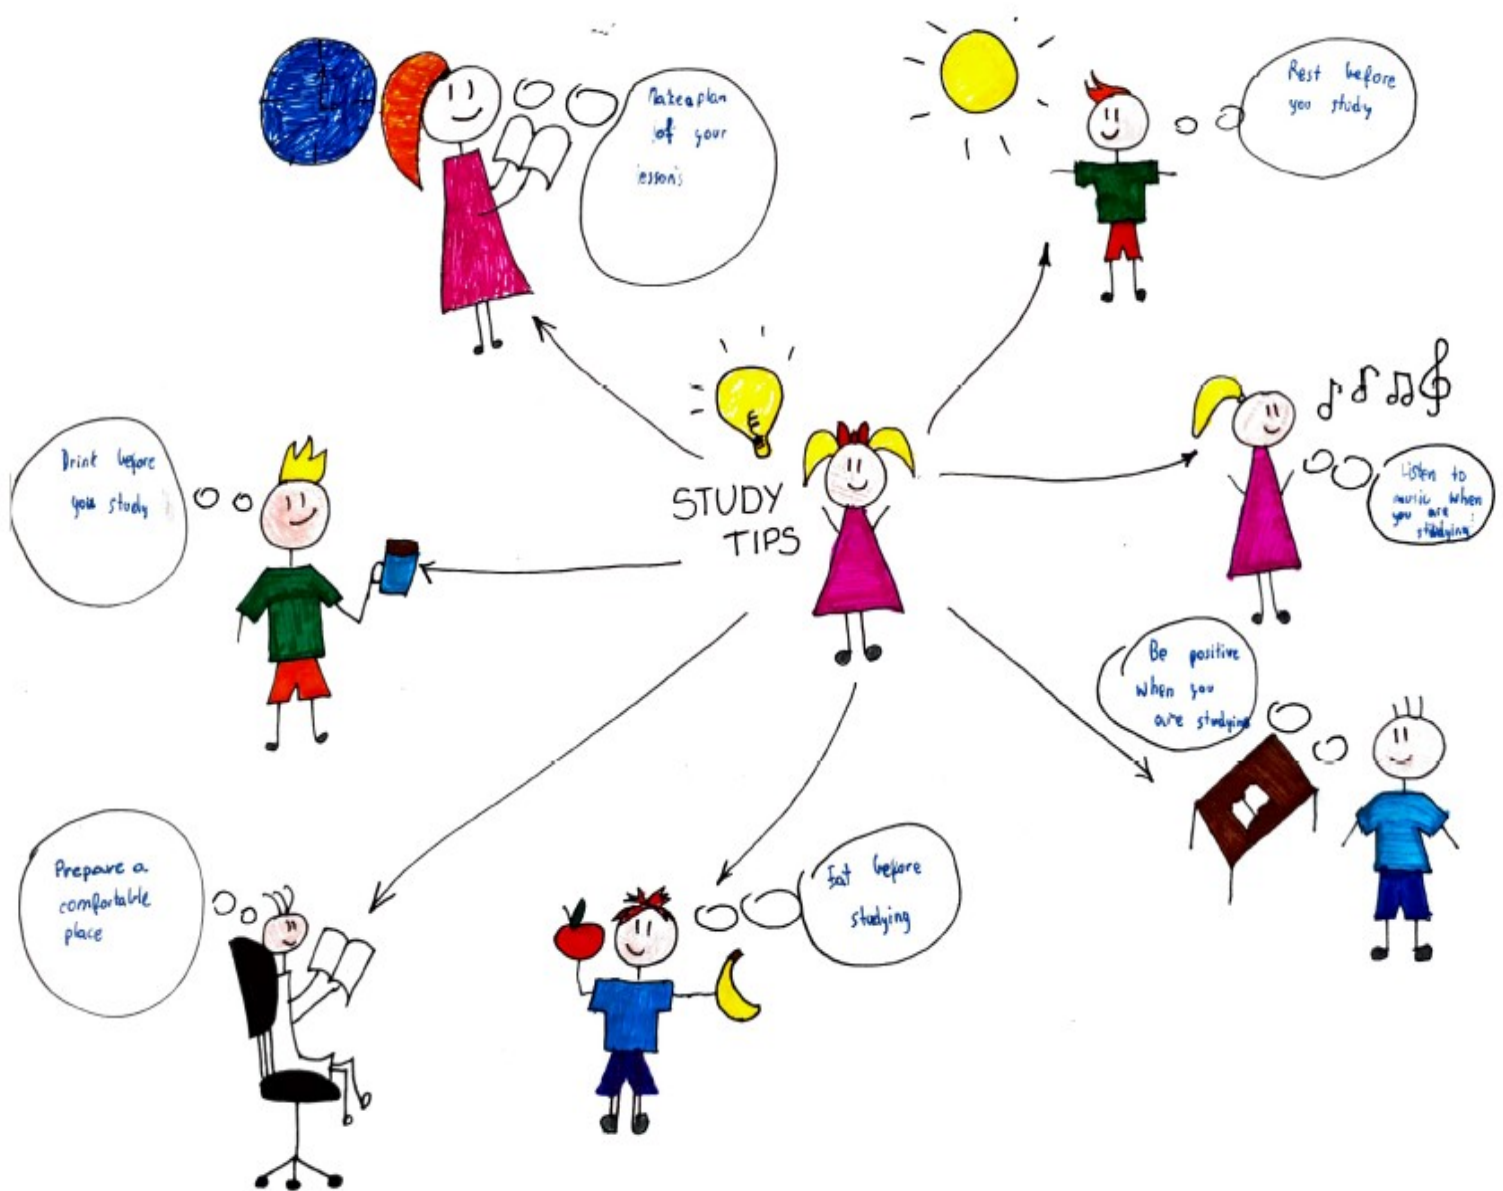 Make a plan
of your
lessons
Rest before
you study
Drink before
you study
STUDY
TIPS
Listen to
music when
you are
studying
Be positive
when you
are studying
Prepare a
comfortable
place
Eat before
studying